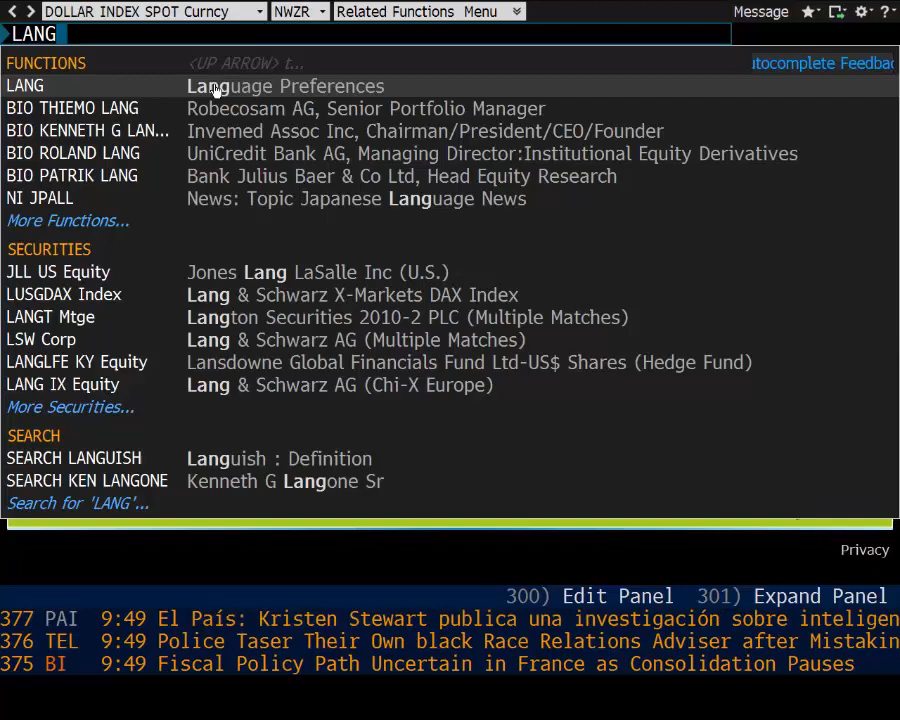 DOLLAR INDEX SPOT Curncy NWZR Related Functions Menu Message
LANG
FUNCTIONS <UP ARROW> t... utocomplete Feedbac
LANG Language Preferences
BIO THIEMO LANG Robecosam AG, Senior Portfolio Manager
BIO KENNETH G LAN... Invemed Assoc Inc, Chairman/President/CEO/Founder
BIO ROLAND LANG UniCredit Bank AG, Managing Director:Institutional Equity Derivatives
BIO PATRIK LANG Bank Julius Baer & Co Ltd, Head Equity Research
NI JPALL News: Topic Japanese Language News
More Functions...
SECURITIES
JLL US Equity Jones Lang LaSalle Inc (U.S.)
LUSGDAX Index Lang & Schwarz X-Markets DAX Index
LANGT Mtge Langton Securities 2010-2 PLC (Multiple Matches)
LSW Corp Lang & Schwarz AG (Multiple Matches)
LANGLFE KY Equity Lansdowne Global Financials Fund Ltd-US$ Shares (Hedge Fund)
LANG IX Equity Lang & Schwarz AG (Chi-X Europe)
More Securities...
SEARCH
SEARCH LANGUISH Languish : Definition
SEARCH KEN LANGONE Kenneth G Langone Sr
Search for 'LANG'...
Privacy
300) Edit Panel 301) Expand Panel
377 PAI 9:49 El País: Kristen Stewart publica una investigación sobre inteligen
376 TEL 9:49 Police Taser Their Own black Race Relations Adviser after Mistakin
375 BI 9:49 Fiscal Policy Path Uncertain in France as Consolidation Pauses